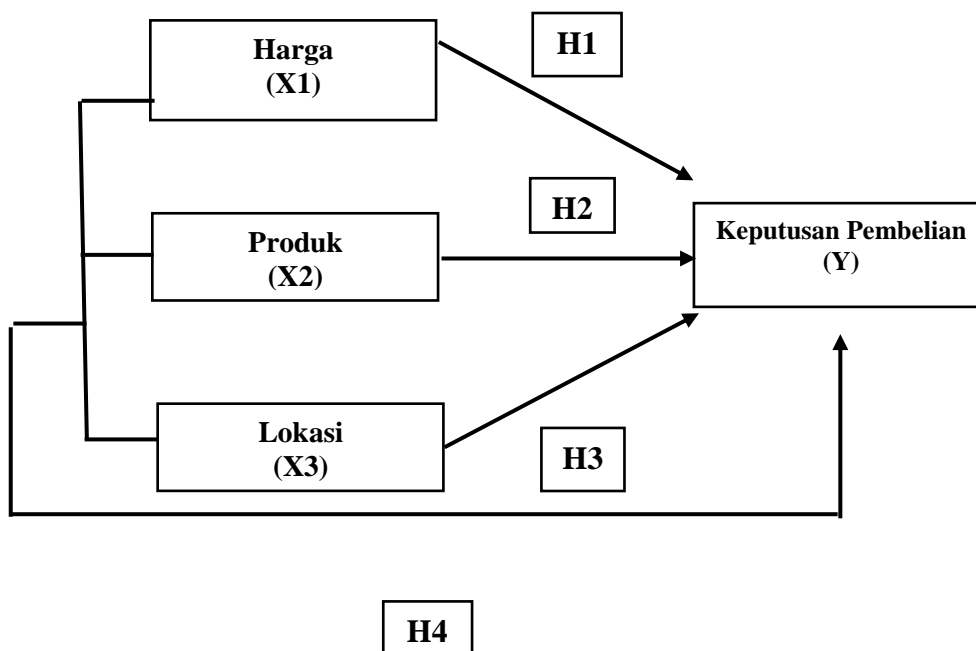 Harga
(X1)
H1
Produk
(X2)
H2
Keputusan Pembelian
(Y)
Lokasi
(X3)
H3
H4